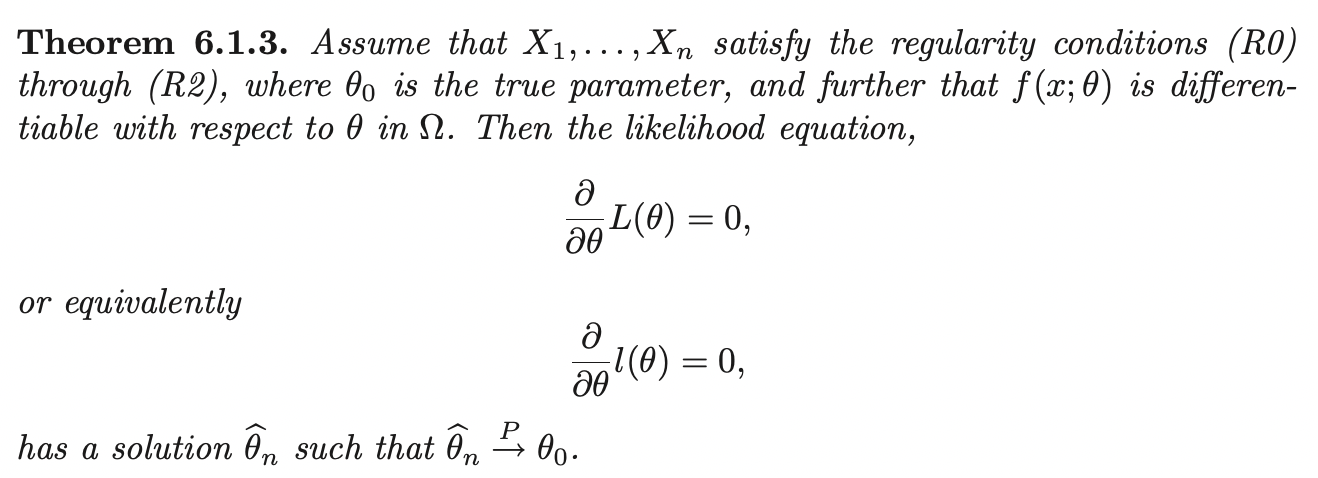 Theorem 6.1.3. Assume that X₁, . . . , Xₙ satisfy the regularity conditions (R0)
through (R2), where θ₀ is the true parameter, and further that f(x; θ) is differen-
tiable with respect to θ in Ω. Then the likelihood equation,
∂/∂θ L(θ) = 0,
or equivalently
∂/∂θ l(θ) = 0,
has a solution θ̂ₙ such that θ̂ₙ →ᴾ θ₀.